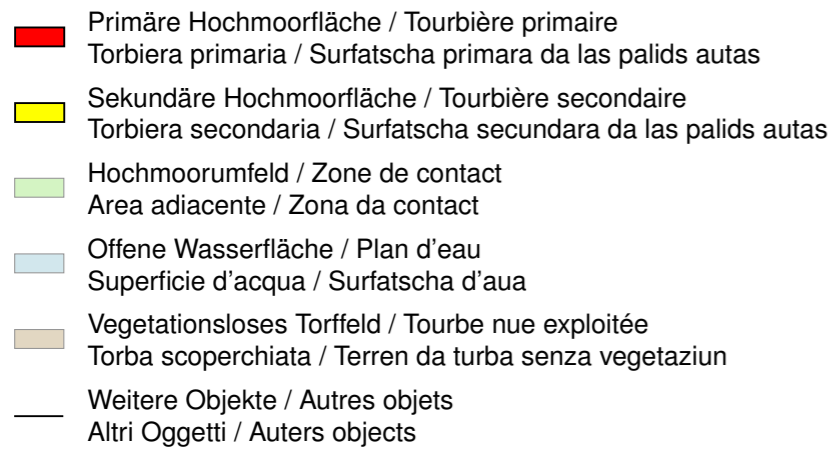 Primäre Hochmoorfläche / Tourbière primaire
Torbiera primaria / Surfatscha primara da las palids autas
Sekundäre Hochmoorfläche / Tourbière secondaire
Torbiera secondaria / Surfatscha secundara da las palids autas
Hochmoorumfeld / Zone de contact
Area adiacente / Zona da contact
Offene Wasserfläche / Plan d'eau
Superficie d'acqua / Surfatscha d'aua
Vegetationsloses Torffeld / Tourbe nue exploitée
Torba scoperchiata / Terren da turba senza vegetaziun
Weitere Objekte / Autres objets
Altri Oggetti / Auters objects